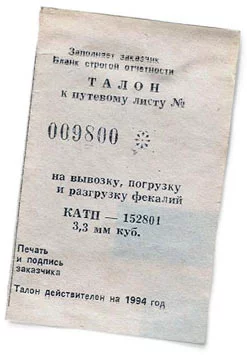 Заполняет заказчик
Бланк строгой отчетности
ТАЛОН
к путевому листу №
009800
на вывозку, погрузку
и разгрузку фекалий
КАТП — 152801
3,3 мм куб.
Печать
и подпись
заказчика
Талон действителен на 1994 год